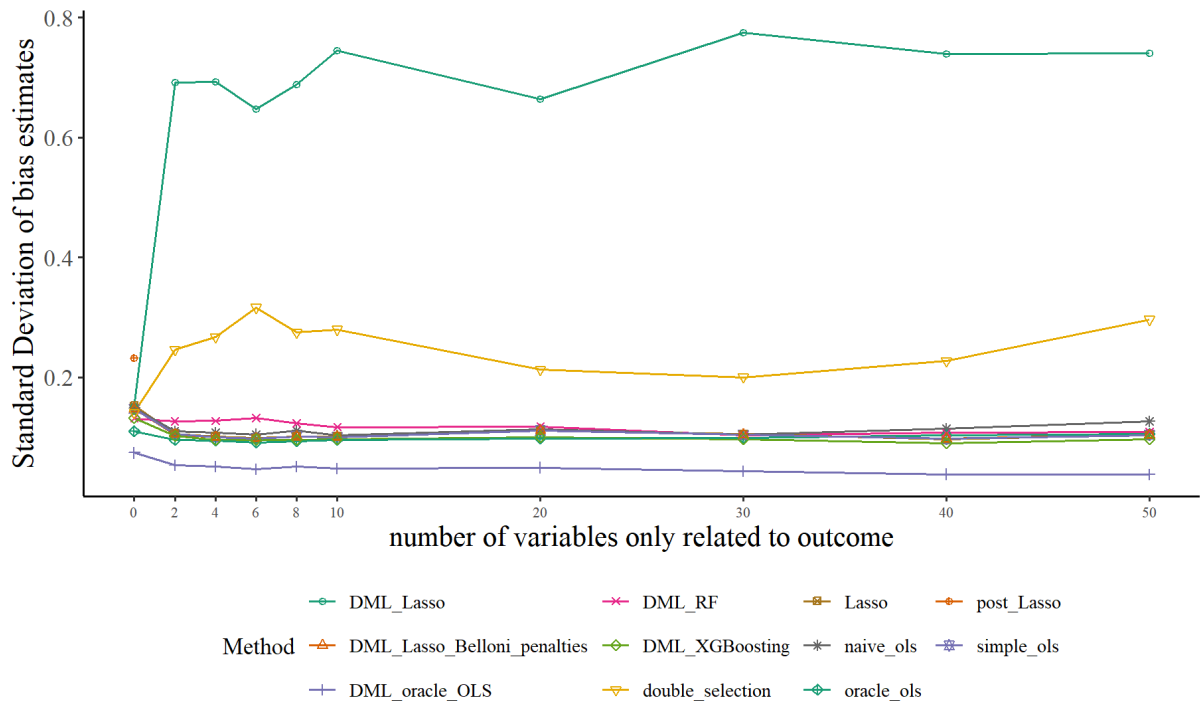 Standard Deviation of bias estimates
0.8
0.6
0.4
0.2
0 2 4 6 8 10 20 30 40 50
number of variables only related to outcome
Method
DML_Lasso DML_RF Lasso post_Lasso
DML_Lasso_Belloni_penalties DML_XGBoosting naive_ols simple_ols
DML_oracle_OLS double_selection oracle_ols